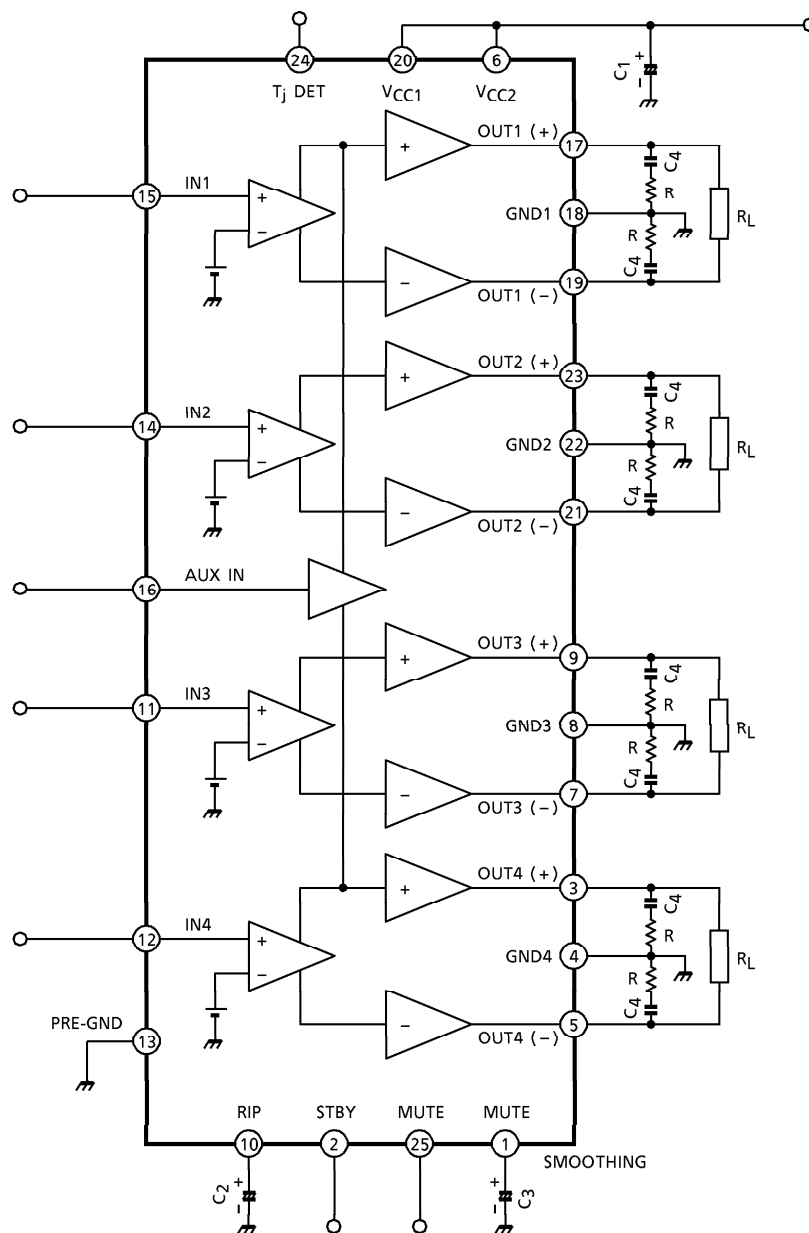 24 20 6
Tj DET VCC1 VCC2
C1 + -
OUT1 (+) 17
+
C4
R
15 IN1
+
-
GND1 18
RL
R
C4
-
OUT1 (-) 19
OUT2 (+) 23
+
C4
R
14 IN2
+
-
GND2 22
RL
R
C4
-
OUT2 (-) 21
16 AUX IN
OUT3 (+) 9
+
C4
R
11 IN3
+
-
GND3 8
RL
R
C4
-
OUT3 (-) 7
OUT4 (+) 3
+
C4
R
12 IN4
+
-
GND4 4
RL
R
C4
-
OUT4 (-) 5
PRE-GND
13
RIP STBY MUTE MUTE
10 2 25 1
SMOOTHING
C2 + -
+ - C3